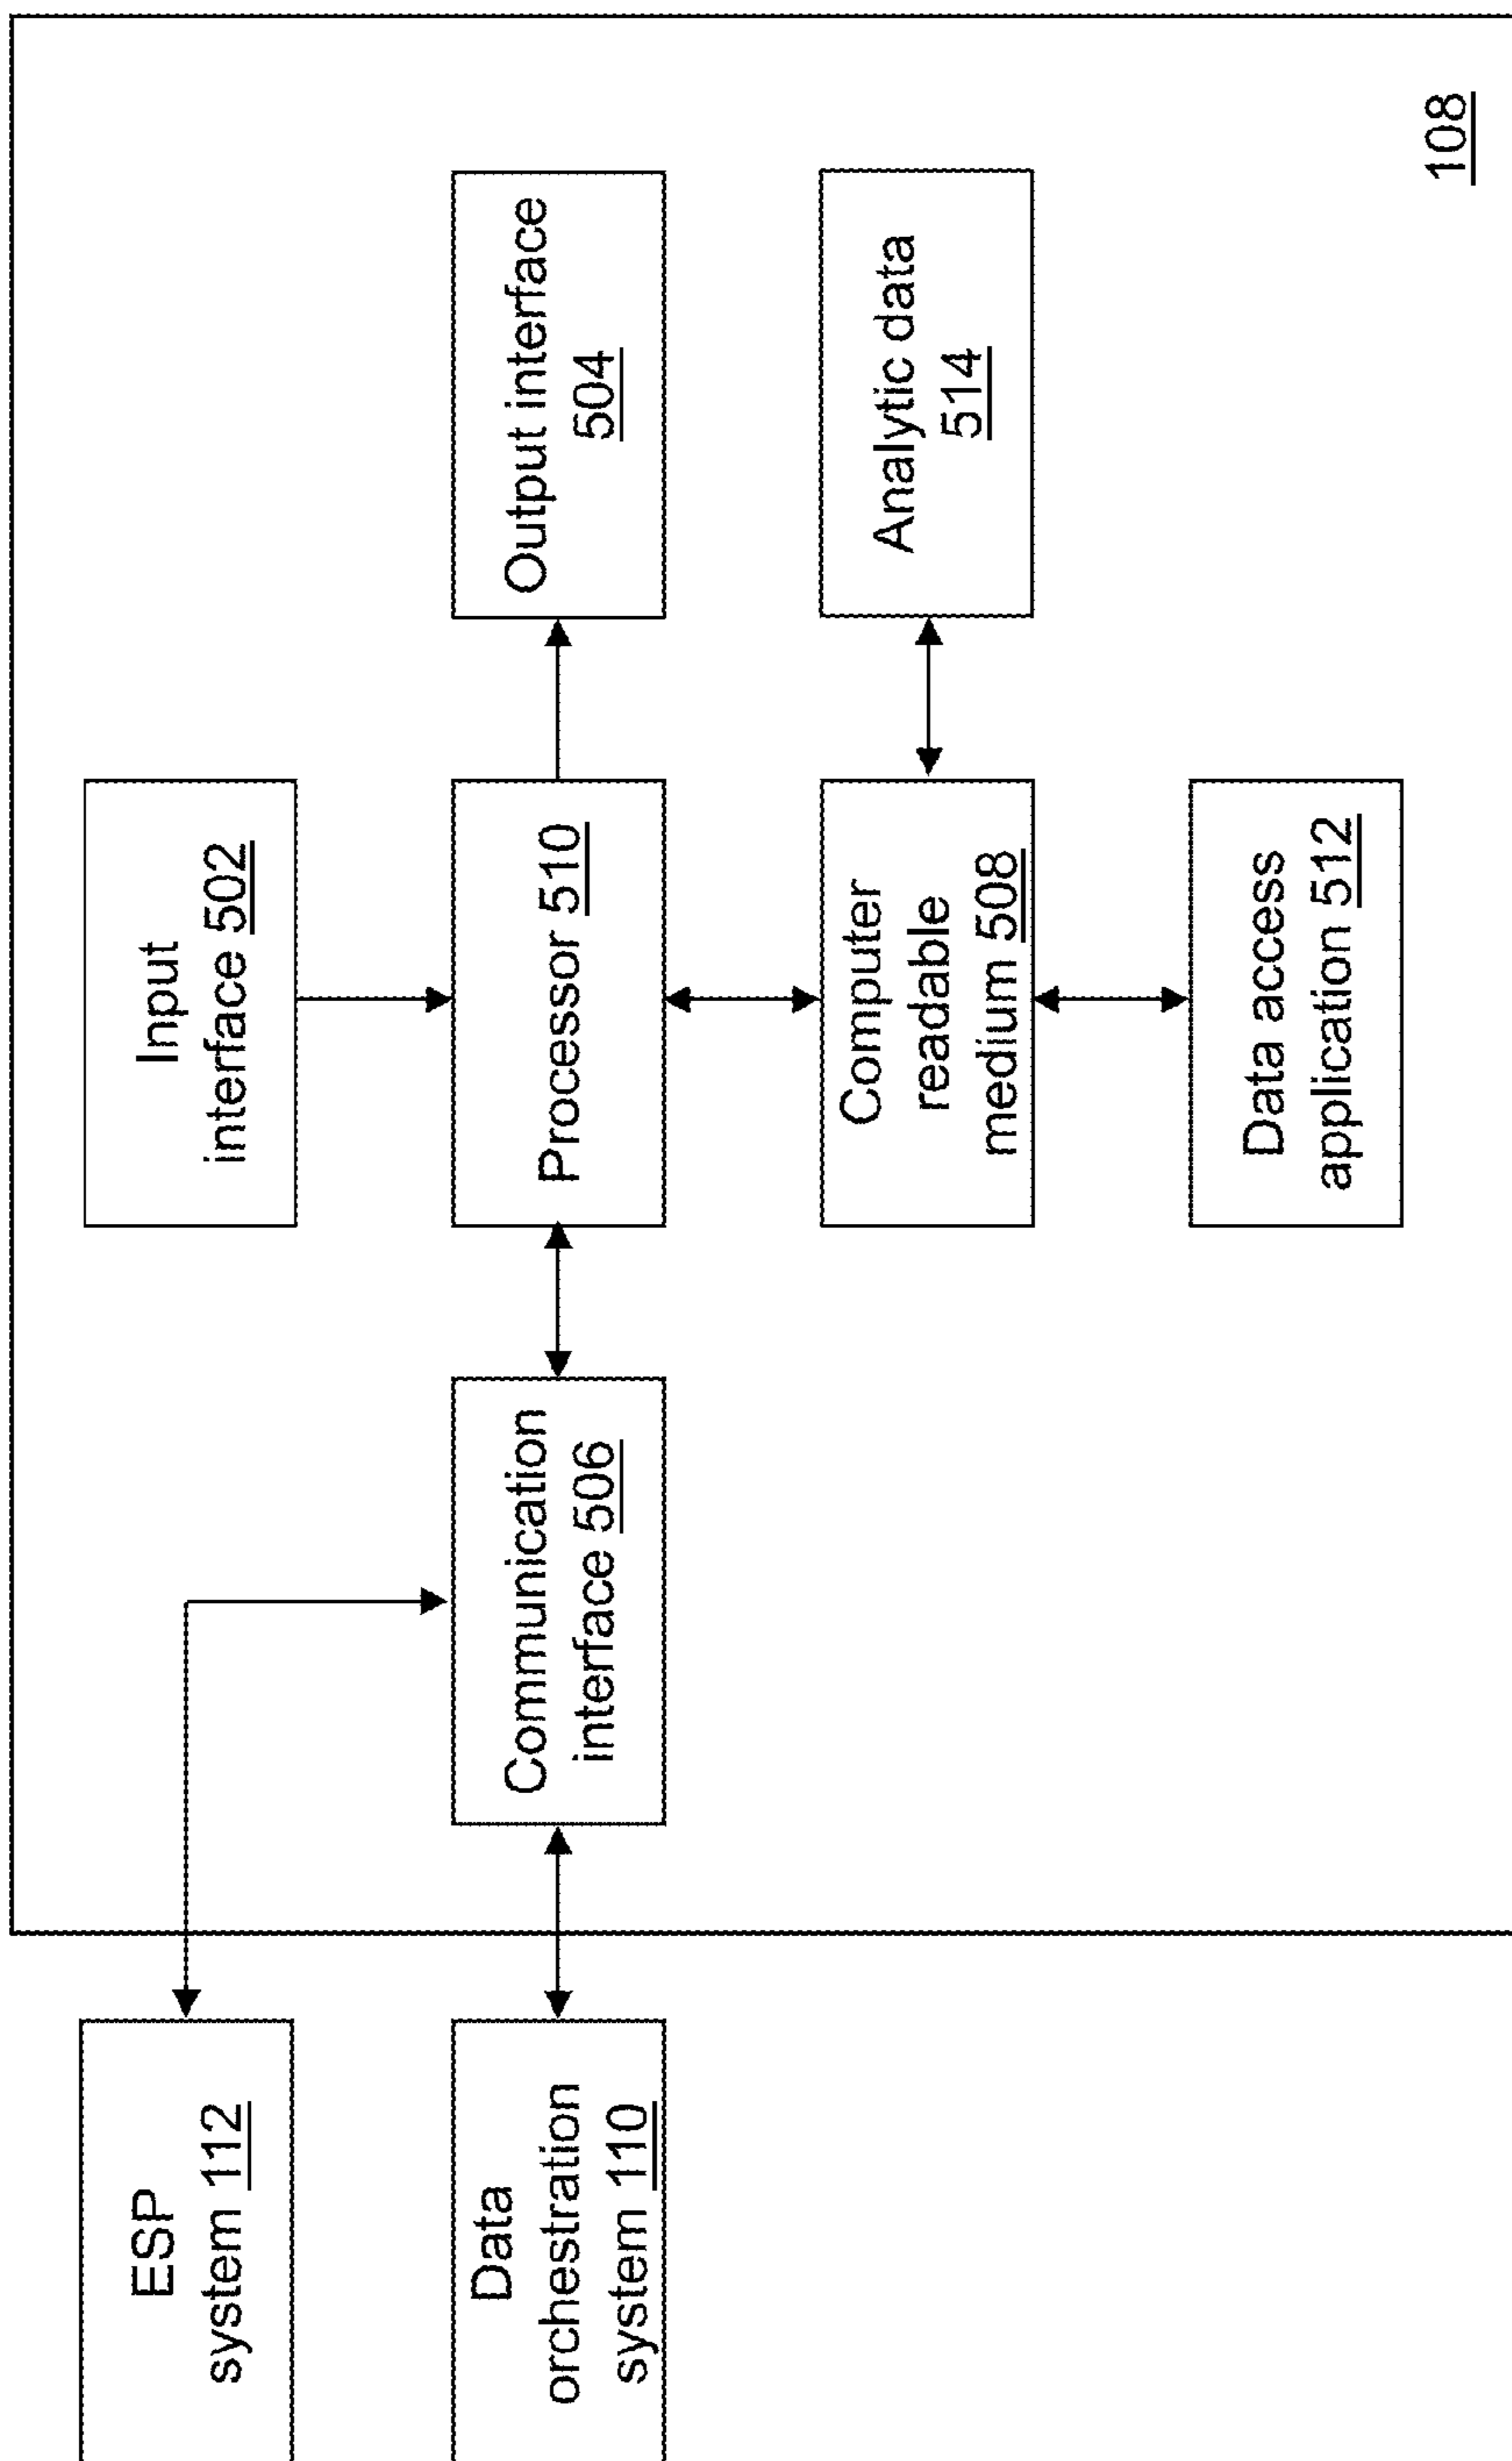 ESP
system 112
Data
orchestration
system 110
Communication
interface 506
Input
interface 502
Processor 510
Computer
readable
medium 508
Data access
application 512
Output interface
504
Analytic data
514
108